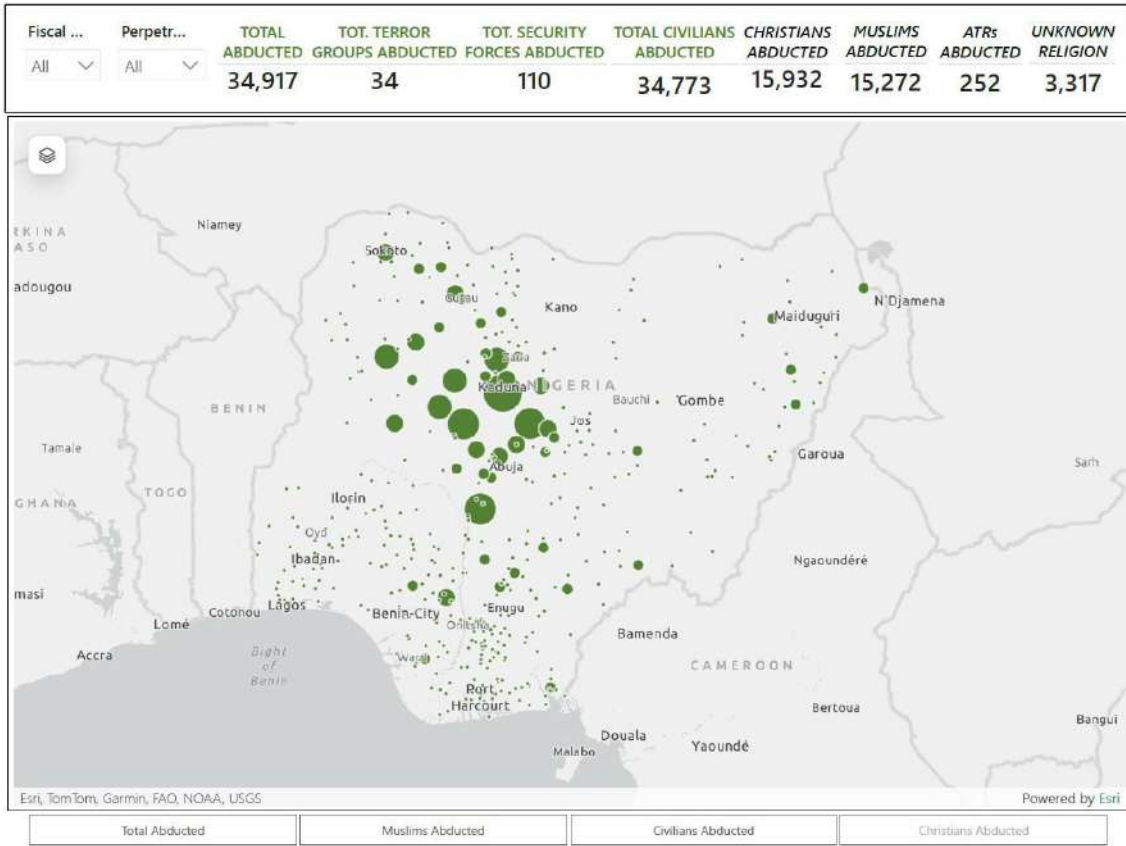 Fiscal ...
All
Perpetr...
All
TOTAL
ABDUCTED
34,917
TOT. TERROR
GROUPS ABDUCTED
34
TOT. SECURITY
FORCES ABDUCTED
110
TOTAL CIVILIANS
ABDUCTED
34,773
CHRISTIANS
ABDUCTED
15,932
MUSLIMS
ABDUCTED
15,272
ATRs
ABDUCTED
252
UNKNOWN
RELIGION
3,317
RKINA
ASO
Niamey
Sokoto
adougou
Gusau
Kano
N'Djamena
Maiduguri
Zaria
Kaduna
NIGERIA
BENIN
Bauchi
Gombe
Jos
Tamale
Garoua
Sarh
Abuja
TOGO
GHANA
Ilorin
Oyo
Ibadan
Ngaoundéré
masi
Lagos
Cotonou
Lomé
Benin-City
Enugu
Onitsha
Accra
Bight
of
Benin
Warri
Bamenda
CAMEROON
Port
Harcourt
Bertoua
Bangui
Douala
Yaoundé
Malabo
Esri, TomTom, Garmin, FAO, NOAA, USGS
Powered by Esri
Total Abducted
Muslims Abducted
Civilians Abducted
Christians Abducted